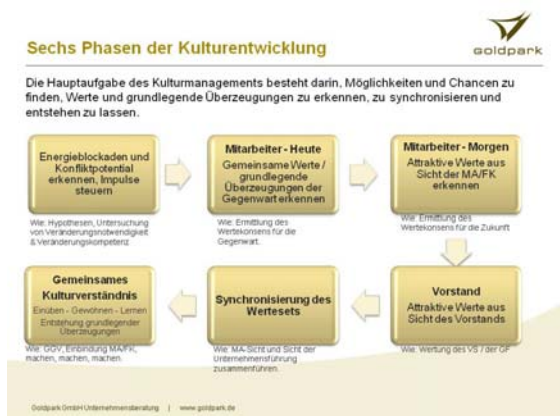 Sechs Phasen der Kulturentwicklung
goldpark
Die Hauptaufgabe des Kulturmanagements besteht darin, Möglichkeiten und Chancen zu
finden, Werte und grundlegende Überzeugungen zu erkennen, zu synchronisieren und
entstehen zu lassen.
Energieblockaden und
Konfliktpotential
erkennen, Impulse
steuern
Wie: Hypothesen, Untersuchung
von Veränderungsnotwendigkeit
& Veränderungskompetenz
Mitarbeiter - Heute
Gemeinsame Werte /
grundlegende
Überzeugungen der
Gegenwart erkennen
Wie: Ermittlung des
Wertekonsens für die
Gegenwart.
Mitarbeiter - Morgen
Attraktive Werte aus
Sicht der MA/FK
erkennen
Wie: Ermittlung des
Wertekonsens für die Zukunft
Vorstand
Attraktive Werte aus
Sicht des Vorstands
Wie: Wertung des VS / der GF
Synchronisierung des
Wertesets
Wie: MA-Sicht und Sicht der
Unternehmensführung
zusammenführen.
Gemeinsames
Kulturverständnis
Einüben - Gewöhnen - Lernen
Entstehung grundlegender
Überzeugungen
Wie: GOV, Einbindung MA/FK,
machen, machen, machen.
Goldpark GmbH Unternehmensberatung | www.goldpark.de